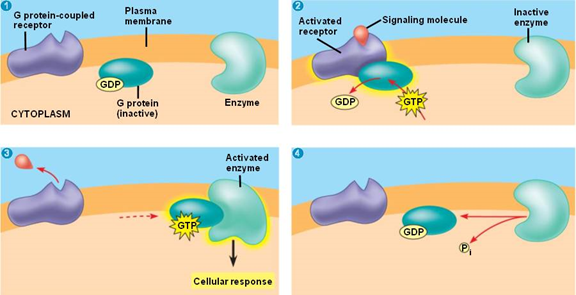 1
G protein-coupled
receptor
Plasma
membrane
GDP
G protein
(inactive)
Enzyme
CYTOPLASM
2
Activated
receptor
Signaling molecule
Inactive
enzyme
GDP
GTP
3
Activated
enzyme
GTP
Cellular response
4
GDP
Pi